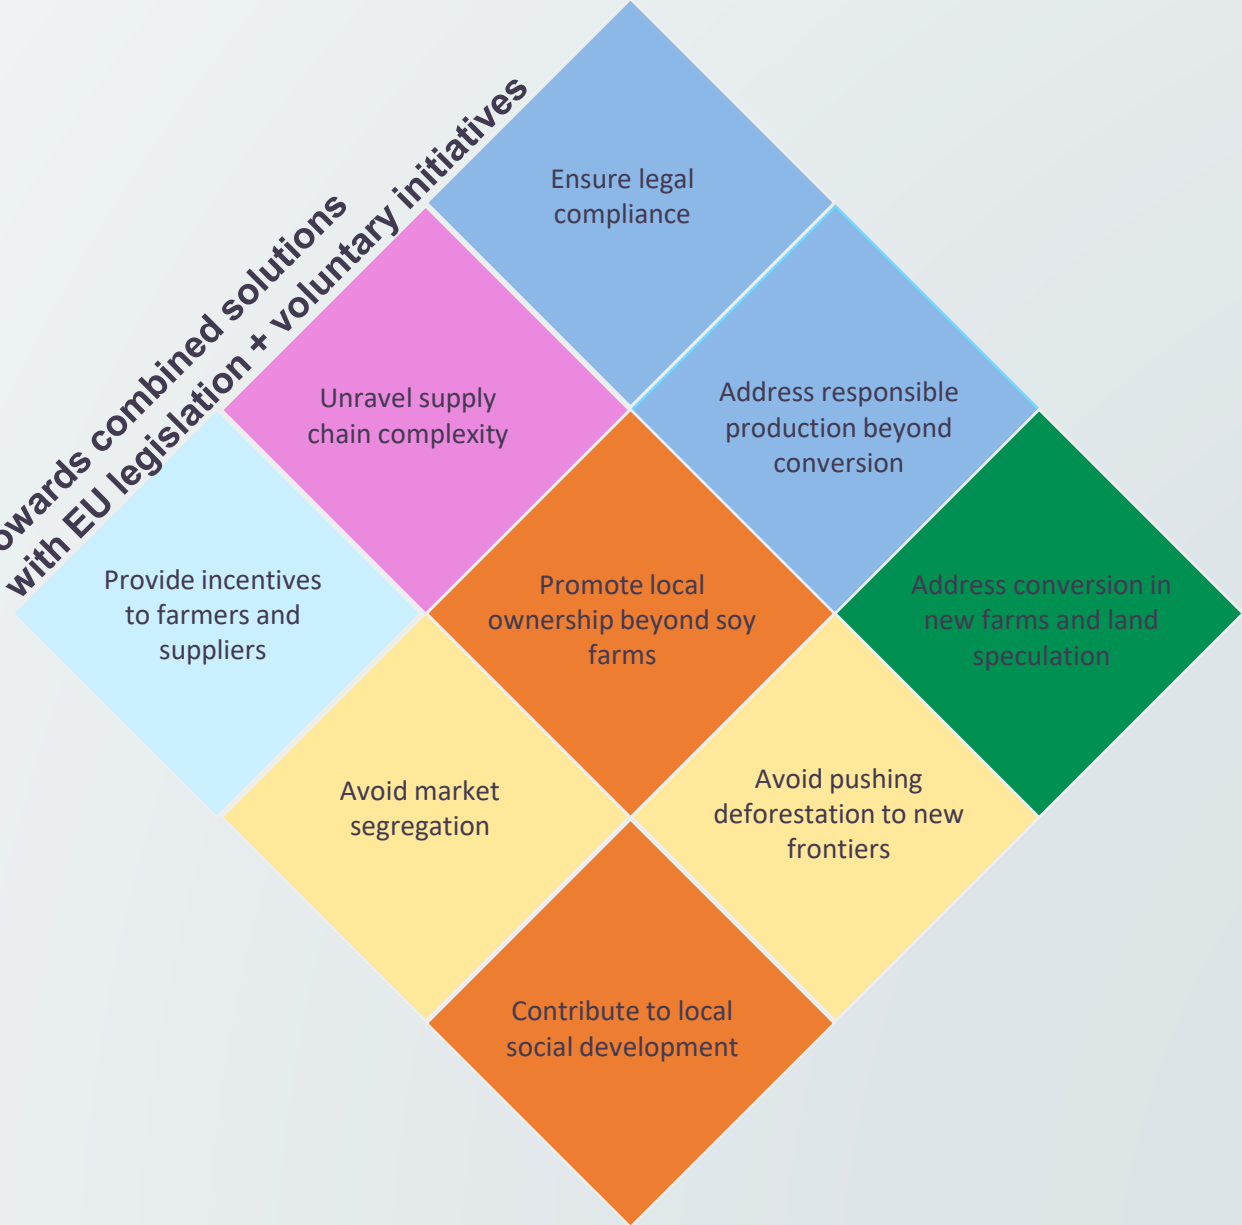 owards combined solutions
with EU legislation + voluntary initiatives
Ensure legal
compliance
Unravel supply
chain complexity
Address responsible
production beyond
conversion
Provide incentives
to farmers and
suppliers
Promote local
ownership beyond soy
farms
Address conversion in
new farms and land
speculation
Avoid market
segregation
Avoid pushing
deforestation to new
frontiers
Contribute to local
social development